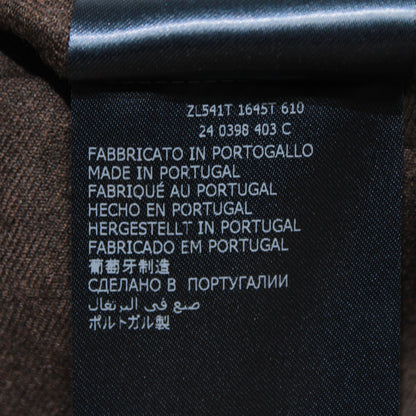 ZL541T 1645T 610
24 0398 403 C
FABBRICATO IN PORTOGALLO
MADE IN PORTUGAL
FABRIQUÉ AU PORTUGAL
HECHO EN PORTUGAL
HERGESTELLT IN PORTUGAL
FABRICADO EM PORTUGAL
葡萄牙制造
СДЕЛАНО В ПОРТУГАЛИИ
صنع في البرتغال
ポルトガル製